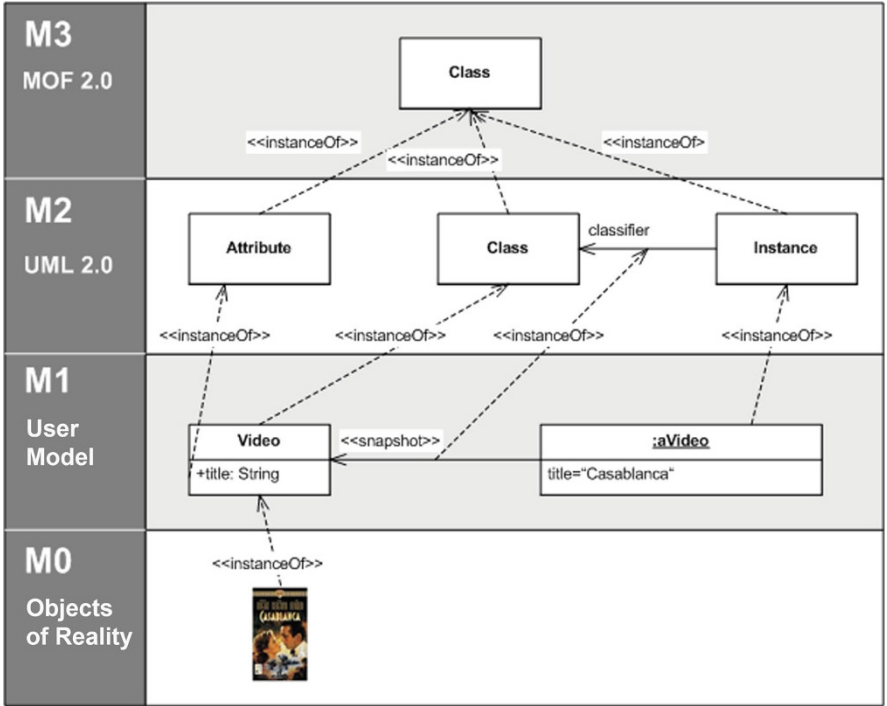 M3
MOF 2.0
Class
<<instanceOf>>
<<instanceOf>>
<<instanceOf>
M2
UML 2.0
Attribute
Class
classifier
Instance
<<instanceOf>>
<<instanceOf>>
<<instanceOf>>
<<instanceOf>>
M1
User
Model
Video
+title: String
<<snapshot>>
:aVideo
title="Casablanca“
M0
Objects
of Reality
<<instanceOf>>
CASABLANCA